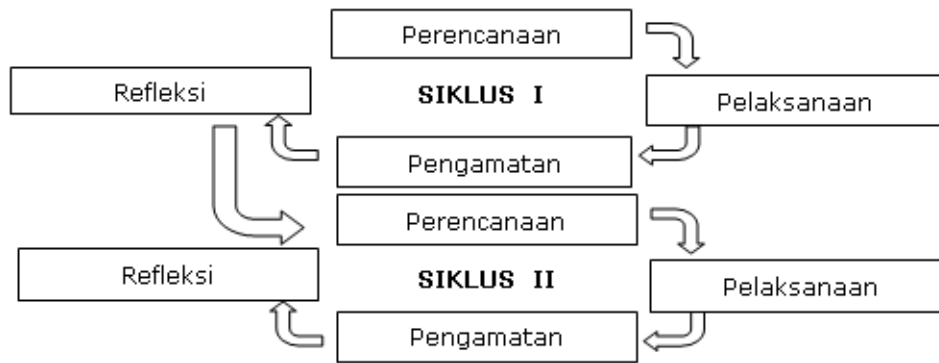 Perencanaan
Refleksi
SIKLUS I
Pelaksanaan
Pengamatan
Perencanaan
Refleksi
SIKLUS II
Pelaksanaan
Pengamatan